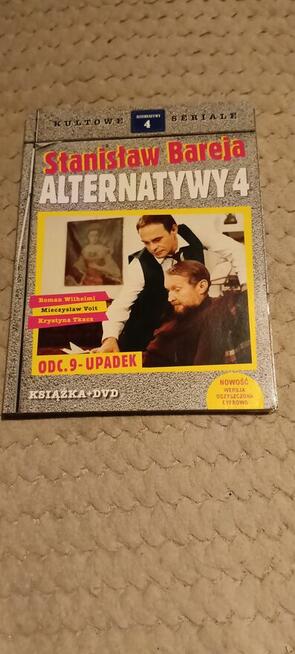 KULTOWE SERIALE
ALTERNATYWY
4
Stanisław Bareja
ALTERNATYWY 4
Roman Wilhelmi
Mieczysław Voit
Krystyna Tkacz
ODC.9-UPADEK
KSIĄŻKA+DVD
NOWOŚĆ
WERSJA
OCZYSZCZONA
CYFROWO